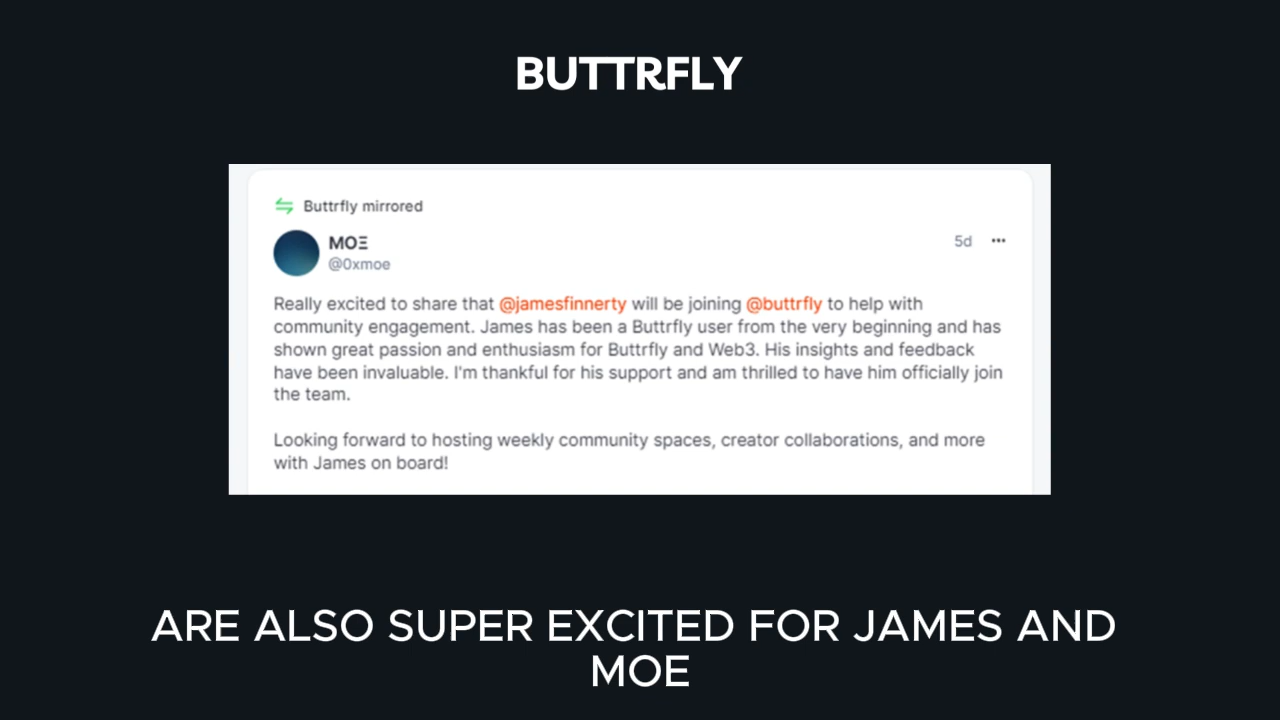 BUTTRFLY
Buttrfly mirrored
MOΞ
@0xmoe
5d
Really excited to share that @jamesfinnerty will be joining @buttrfly to help with
community engagement. James has been a Buttrfly user from the very beginning and has
shown great passion and enthusiasm for Buttrfly and Web3. His insights and feedback
have been invaluable. I'm thankful for his support and am thrilled to have him officially join
the team.
Looking forward to hosting weekly community spaces, creator collaborations, and more
with James on board!
ARE ALSO SUPER EXCITED FOR JAMES AND
MOE